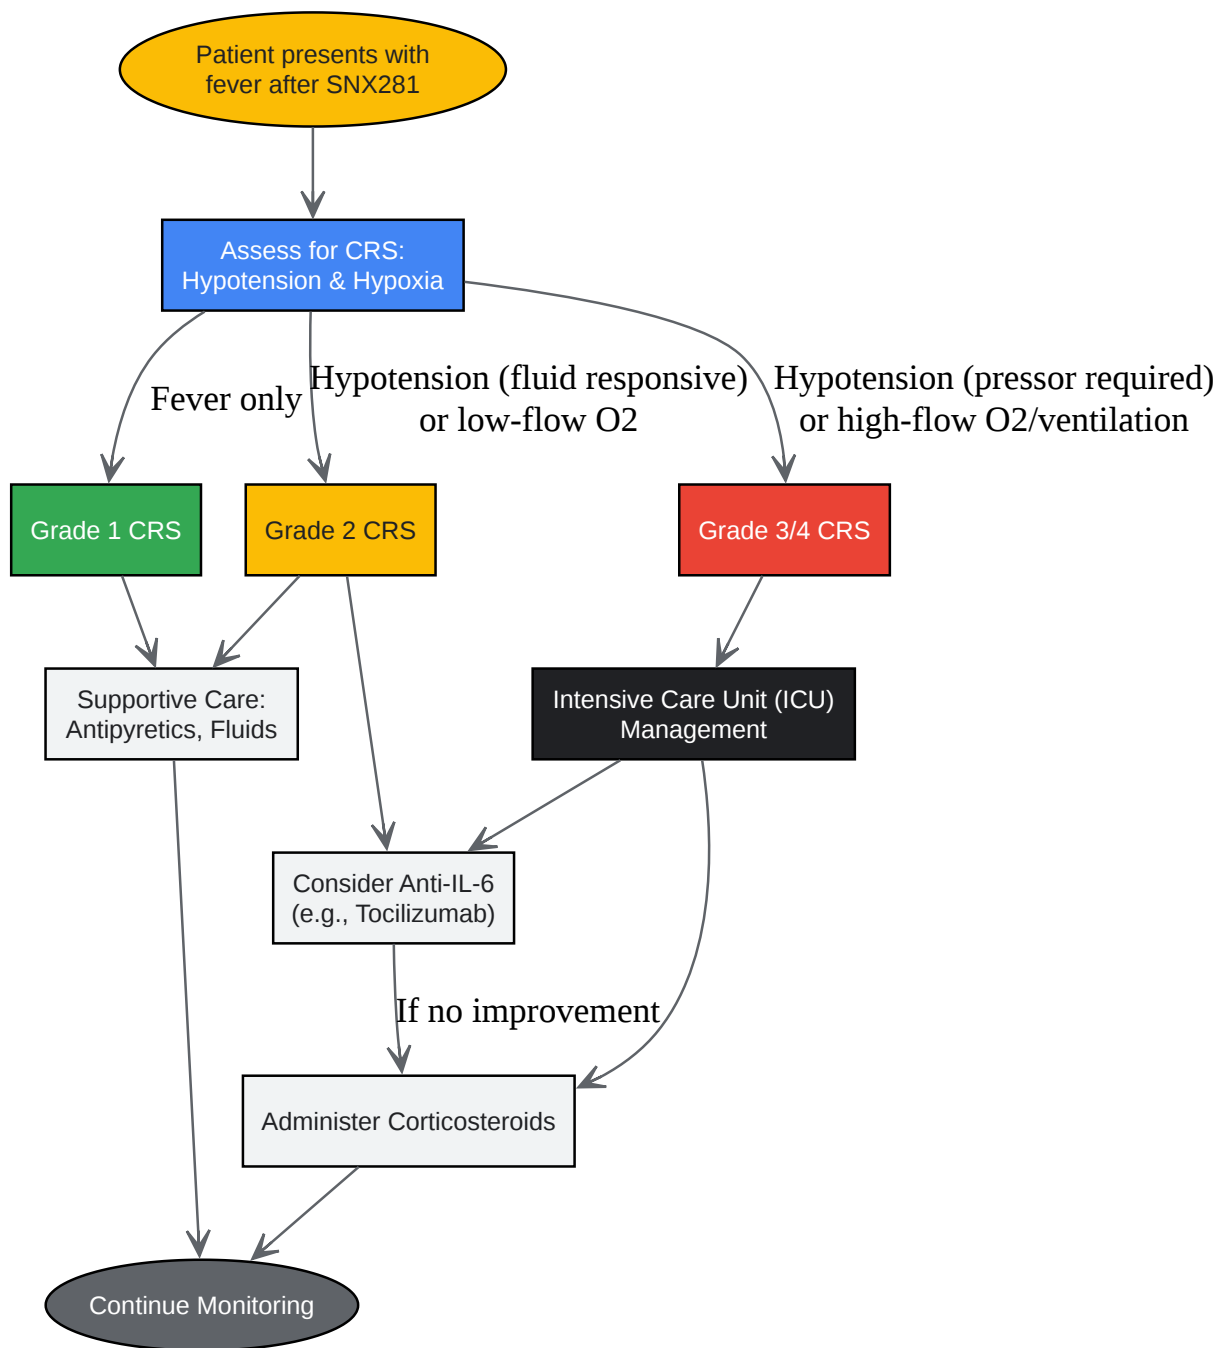 Patient presents with
fever after SNX281
Assess for CRS:
Hypotension & Hypoxia
Fever only
Hypotension (fluid responsive)
or low-flow O2
Hypotension (pressor required)
or high-flow O2/ventilation
Grade 1 CRS
Grade 2 CRS
Grade 3/4 CRS
Supportive Care:
Antipyretics, Fluids
Intensive Care Unit (ICU)
Management
Consider Anti-IL-6
(e.g., Tocilizumab)
If no improvement
Administer Corticosteroids
Continue Monitoring